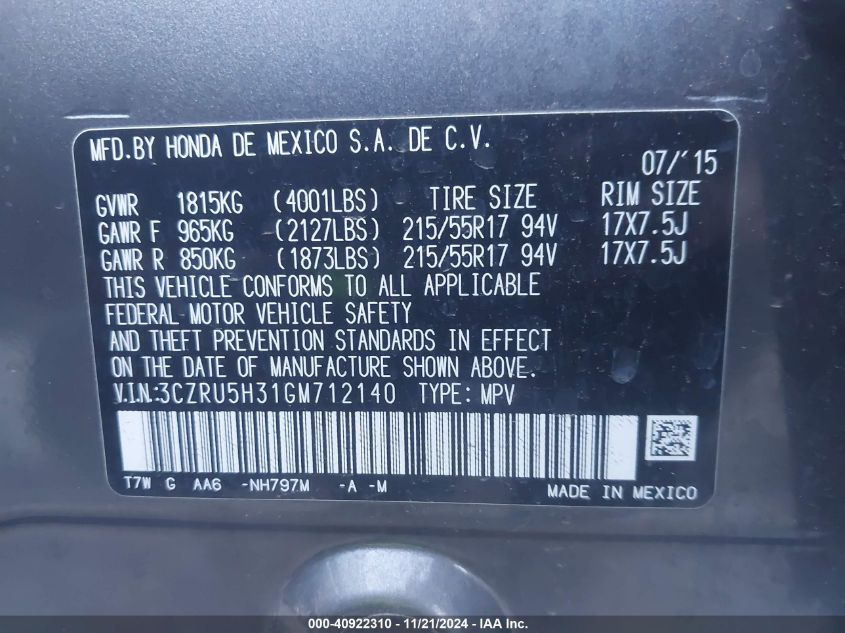 MFD.BY HONDA DE MEXICO S.A. DE C.V.
07/'15
GVWR 1815KG (4001LBS) TIRE SIZE RIM SIZE
GAWR F 965KG (2127LBS) 215/55R17 94V 17X7.5J
GAWR R 850KG (1873LBS) 215/55R17 94V 17X7.5J
THIS VEHICLE CONFORMS TO ALL APPLICABLE
FEDERAL MOTOR VEHICLE SAFETY
AND THEFT PREVENTION STANDARDS IN EFFECT
ON THE DATE OF MANUFACTURE SHOWN ABOVE.
V.I.N:3CZRU5H31GM712140 TYPE: MPV
T7W G AA6 -NH797M -A -M
MADE IN MEXICO
000-40922310 - 11/21/2024 - IAA, Inc.